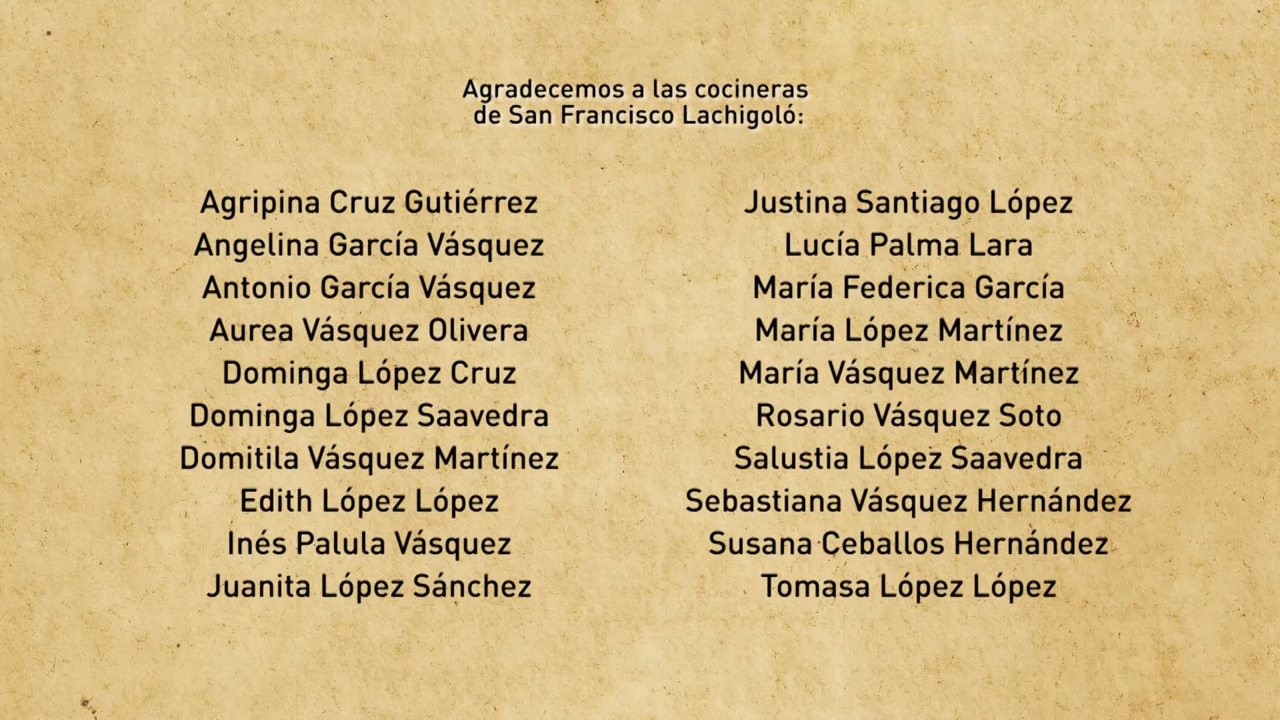 Agradecemos a las cocineras
de San Francisco Lachigoló:
Agripina Cruz Gutiérrez
Angelina García Vásquez
Antonio García Vásquez
Aurea Vásquez Olivera
Dominga López Cruz
Dominga López Saavedra
Domitila Vásquez Martínez
Edith López López
Inés Palula Vásquez
Juanita López Sánchez
Justina Santiago López
Lucía Palma Lara
María Federica García
María López Martínez
María Vásquez Martínez
Rosario Vásquez Soto
Salustia López Saavedra
Sebastiana Vásquez Hernández
Susana Ceballos Hernández
Tomasa López López